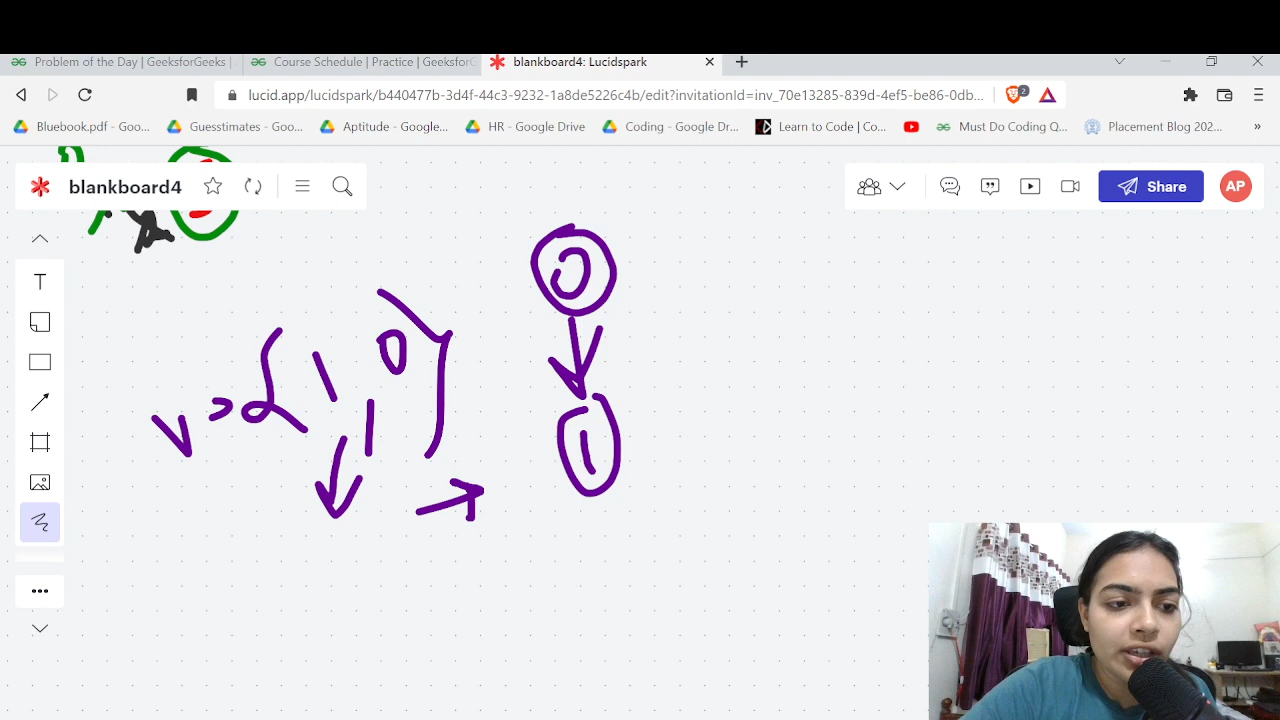 Problem of the Day | GeeksforGeeks |
Course Schedule | Practice | GeeksforG
blankboard4: Lucidspark
lucid.app/lucidspark/b440477b-3d4f-44c3-9232-1a8de5226c4b/edit?invitationId=inv_70e13285-839d-4ef5-be86-0db...
2
Bluebook.pdf - Goo...
Guesstimates - Goo...
Aptitude - Google...
HR - Google Drive
Coding - Google Dr...
Learn to Code | Co...
Must Do Coding Q...
Placement Blog 202...
»
blankboard4
Share
AP
T
0
v → { 1, 0 }
1